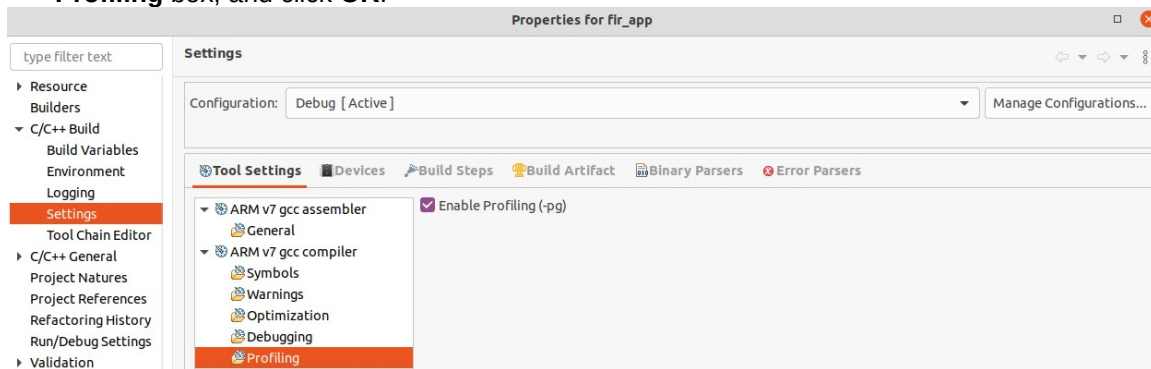 Profiling box, and click OK.
Properties for fir_app
type filter text
Settings
Resource
Builders
C/C++ Build
Build Variables
Environment
Logging
Settings
Tool Chain Editor
C/C++ General
Project Natures
Project References
Refactoring History
Run/Debug Settings
Validation
Configuration: Debug [Active]
Manage Configurations...
Tool Settings Devices Build Steps Build Artifact Binary Parsers Error Parsers
ARM v7 gcc assembler
General
ARM v7 gcc compiler
Symbols
Warnings
Optimization
Debugging
Profiling
Enable Profiling (-pg)